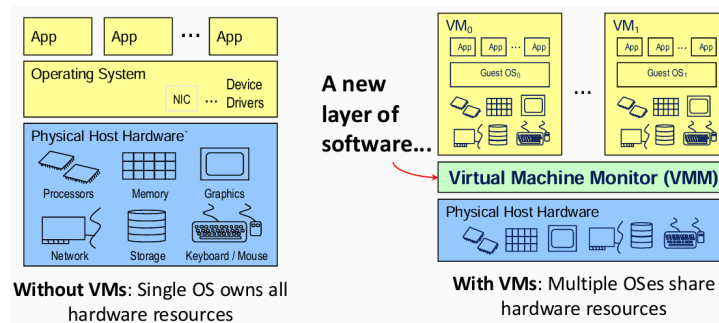 App App ... App
Operating System
NIC ... Device
Drivers
Physical Host Hardware`
Processors Memory Graphics
Network Storage Keyboard / Mouse
Without VMs: Single OS owns all
hardware resources
A new
layer of
software...
VM0
App App ... App
Guest OS0
...
VM1
App App ... App
Guest OS1
Virtual Machine Monitor (VMM)
Physical Host Hardware
With VMs: Multiple OSes share
hardware resources